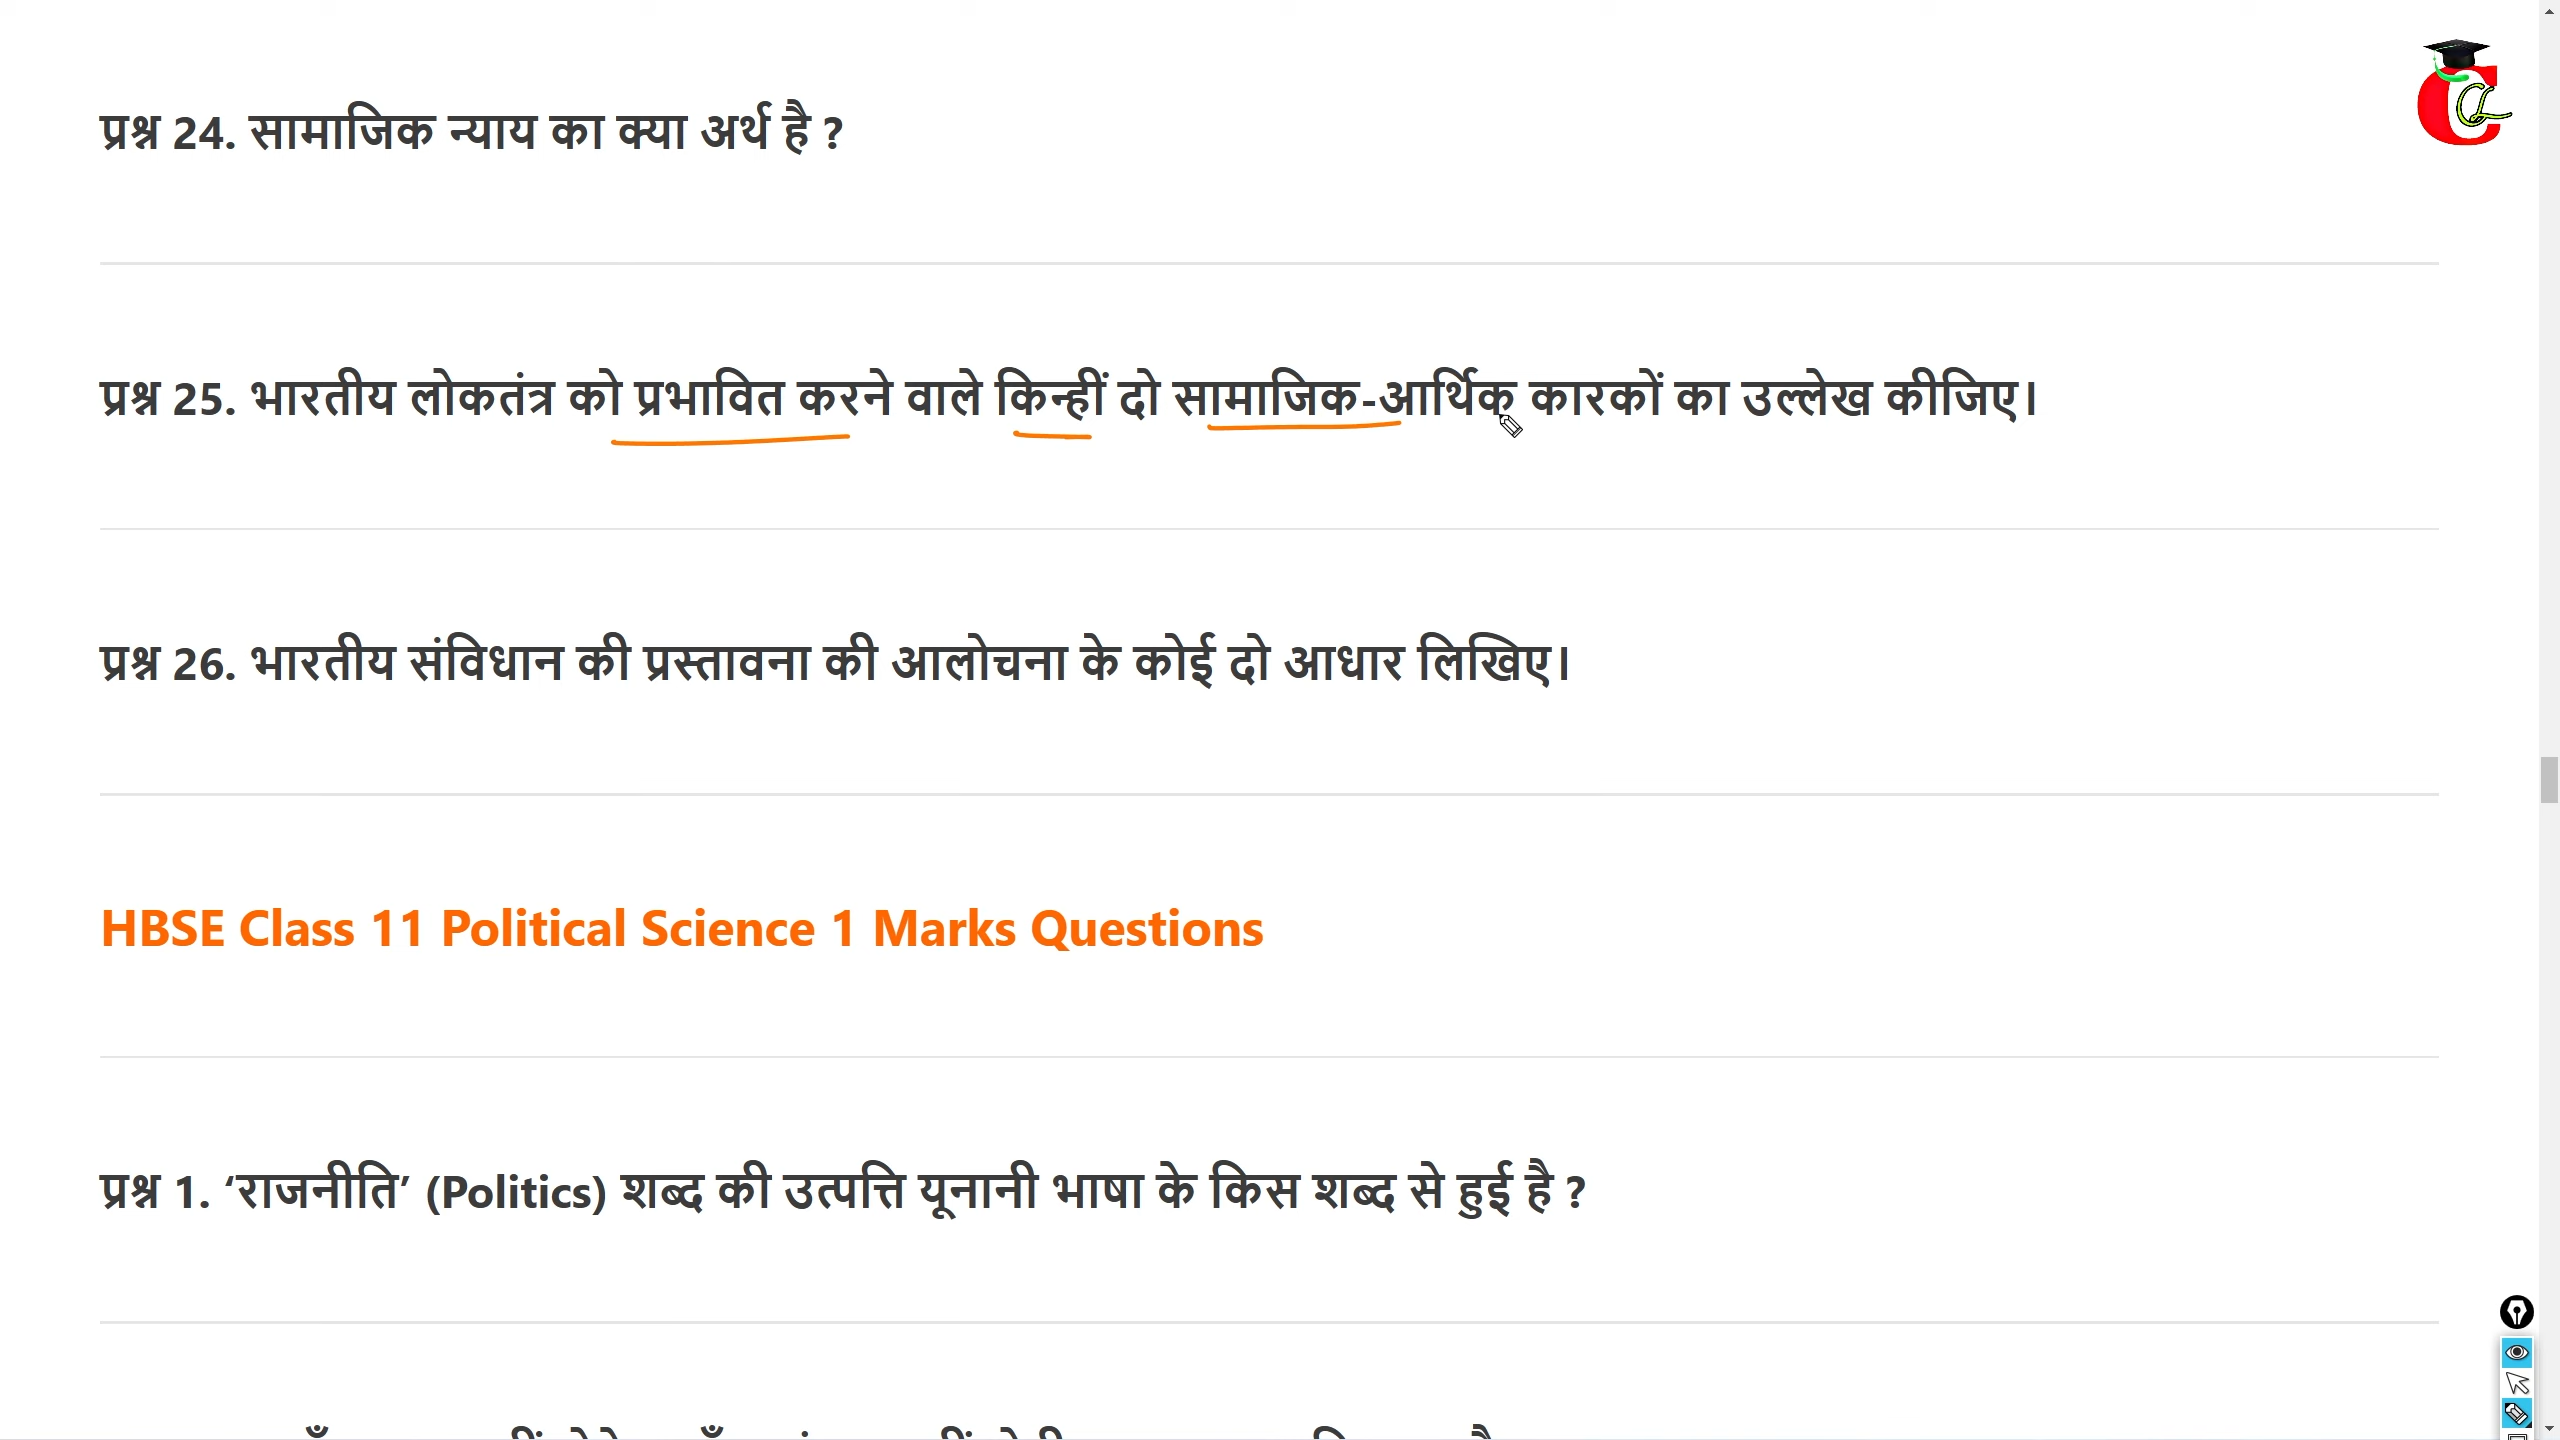 प्रश्न 24. सामाजिक न्याय का क्या अर्थ है ?
प्रश्न 25. भारतीय लोकतंत्र को प्रभावित करने वाले किन्हीं दो सामाजिक-आर्थिक कारकों का उल्लेख कीजिए।
प्रश्न 26. भारतीय संविधान की प्रस्तावना की आलोचना के कोई दो आधार लिखिए।
HBSE Class 11 Political Science 1 Marks Questions
प्रश्न 1. ‘राजनीति’ (Politics) शब्द की उत्पत्ति यूनानी भाषा के किस शब्द से हुई है ?